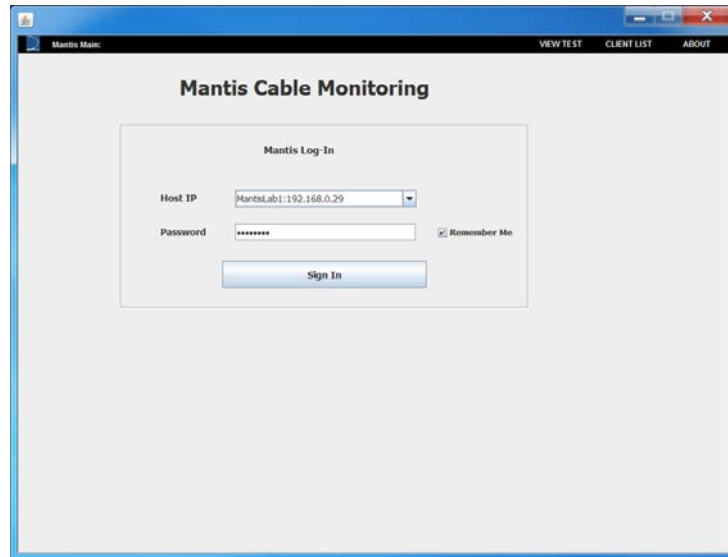 Mantis Main: VIEW TEST CLIENT LIST ABOUT
Mantis Cable Monitoring
Mantis Log-In
Host IP MantisLab1:192.168.0.29
Password ••••••••
Remember Me
Sign In